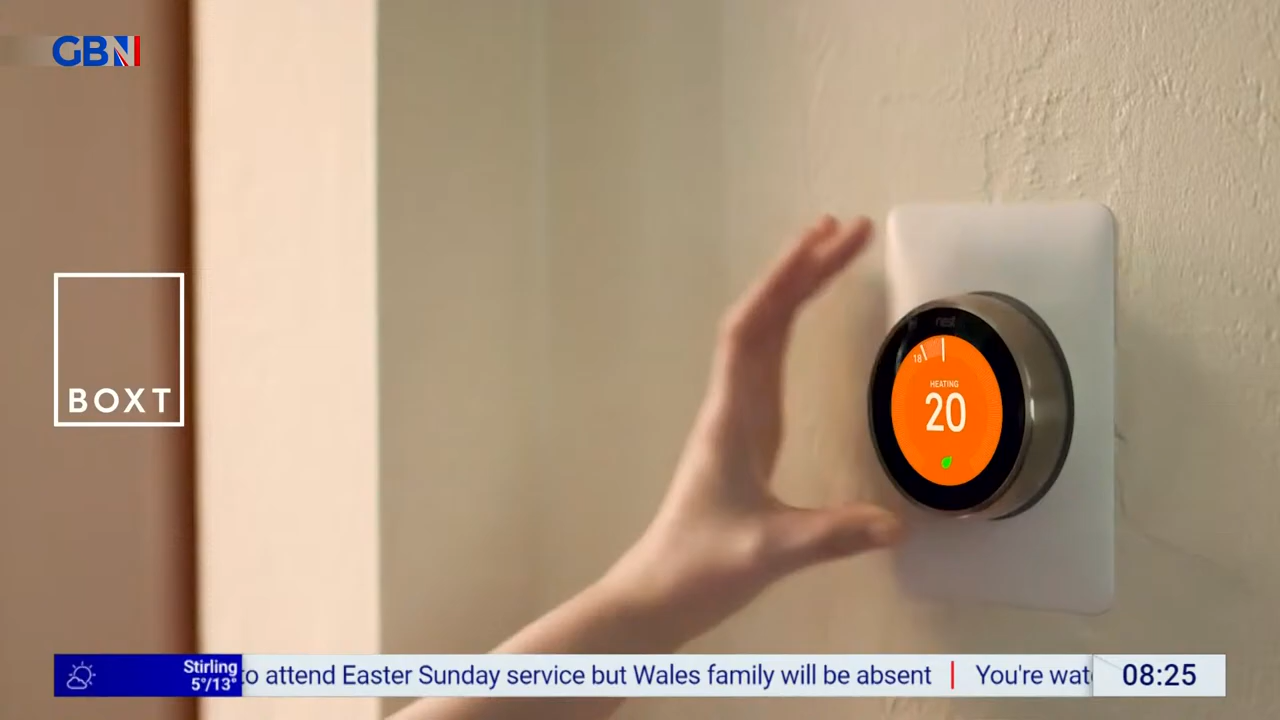 GBN
BOXT
nest
18
HEATING
20
Stirling
5°/13°
to attend Easter Sunday service but Wales family will be absent
You're wat
08:25